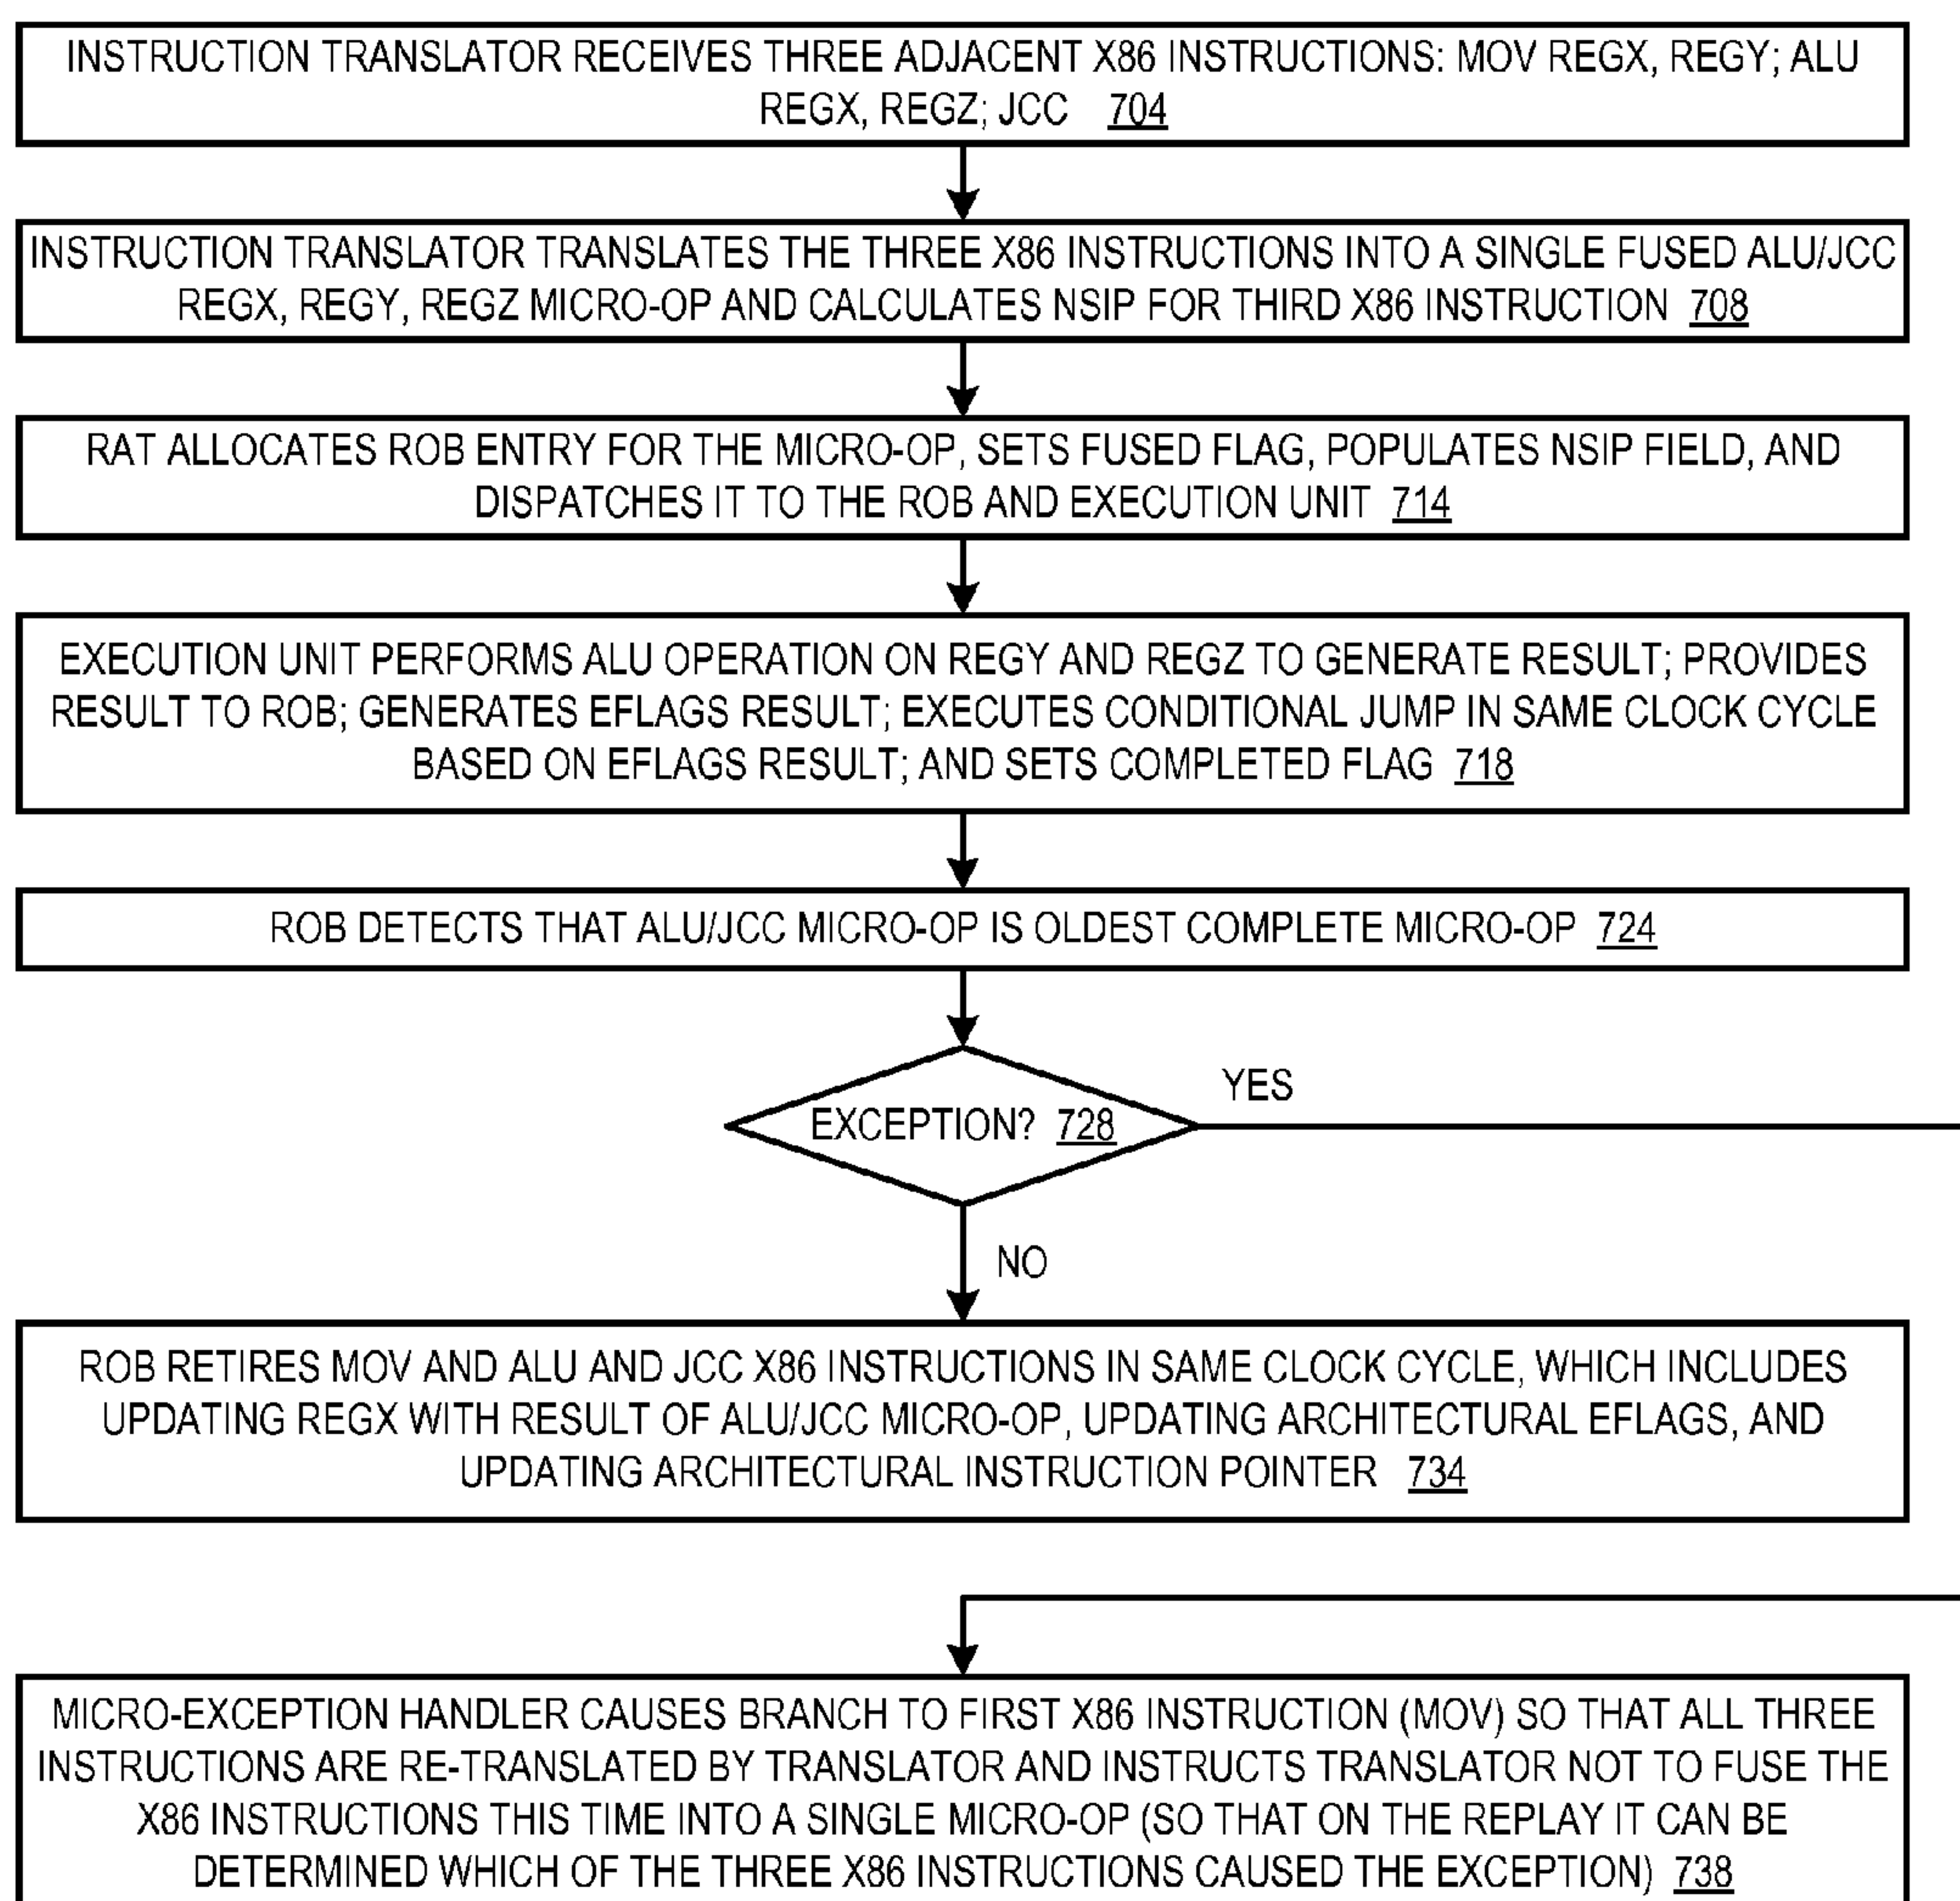 INSTRUCTION TRANSLATOR RECEIVES THREE ADJACENT X86 INSTRUCTIONS: MOV REGX, REGY; ALU
REGX, REGZ; JCC 704
INSTRUCTION TRANSLATOR TRANSLATES THE THREE X86 INSTRUCTIONS INTO A SINGLE FUSED ALU/JCC
REGX, REGY, REGZ MICRO-OP AND CALCULATES NSIP FOR THIRD X86 INSTRUCTION 708
RAT ALLOCATES ROB ENTRY FOR THE MICRO-OP, SETS FUSED FLAG, POPULATES NSIP FIELD, AND
DISPATCHES IT TO THE ROB AND EXECUTION UNIT 714
EXECUTION UNIT PERFORMS ALU OPERATION ON REGY AND REGZ TO GENERATE RESULT; PROVIDES
RESULT TO ROB; GENERATES EFLAGS RESULT; EXECUTES CONDITIONAL JUMP IN SAME CLOCK CYCLE
BASED ON EFLAGS RESULT; AND SETS COMPLETED FLAG 718
ROB DETECTS THAT ALU/JCC MICRO-OP IS OLDEST COMPLETE MICRO-OP 724
YES
EXCEPTION? 728
NO
ROB RETIRES MOV AND ALU AND JCC X86 INSTRUCTIONS IN SAME CLOCK CYCLE, WHICH INCLUDES
UPDATING REGX WITH RESULT OF ALU/JCC MICRO-OP, UPDATING ARCHITECTURAL EFLAGS, AND
UPDATING ARCHITECTURAL INSTRUCTION POINTER 734
MICRO-EXCEPTION HANDLER CAUSES BRANCH TO FIRST X86 INSTRUCTION (MOV) SO THAT ALL THREE
INSTRUCTIONS ARE RE-TRANSLATED BY TRANSLATOR AND INSTRUCTS TRANSLATOR NOT TO FUSE THE
X86 INSTRUCTIONS THIS TIME INTO A SINGLE MICRO-OP (SO THAT ON THE REPLAY IT CAN BE
DETERMINED WHICH OF THE THREE X86 INSTRUCTIONS CAUSED THE EXCEPTION) 738